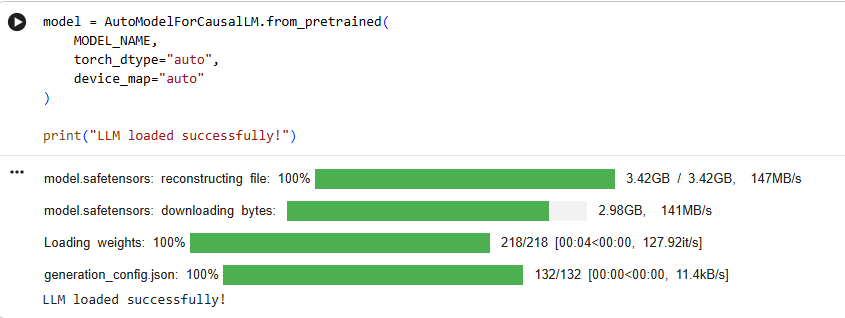 model = AutoModelForCausalLM.from_pretrained(
    MODEL_NAME,
    torch_dtype="auto",
    device_map="auto"
)

print("LLM loaded successfully!")
model.safetensors: reconstructing file: 100% 3.42GB / 3.42GB, 147MB/s
model.safetensors: downloading bytes: 2.98GB, 141MB/s
Loading weights: 100% 218/218 [00:04<00:00, 127.92it/s]
generation_config.json: 100% 132/132 [00:00<00:00, 11.4kB/s]
LLM loaded successfully!